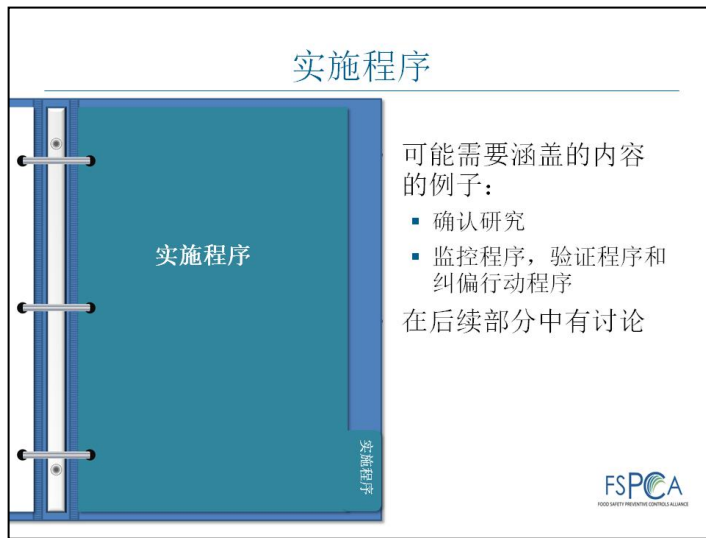 实施程序
实施程序
可能需要涵盖的内容
的例子：
▪ 确认研究
▪ 监控程序，验证程序和
纠偏行动程序
在后续部分中有讨论
实施程序
FSPCA
FOOD SAFETY PREVENTIVE CONTROLS ALLIANCE